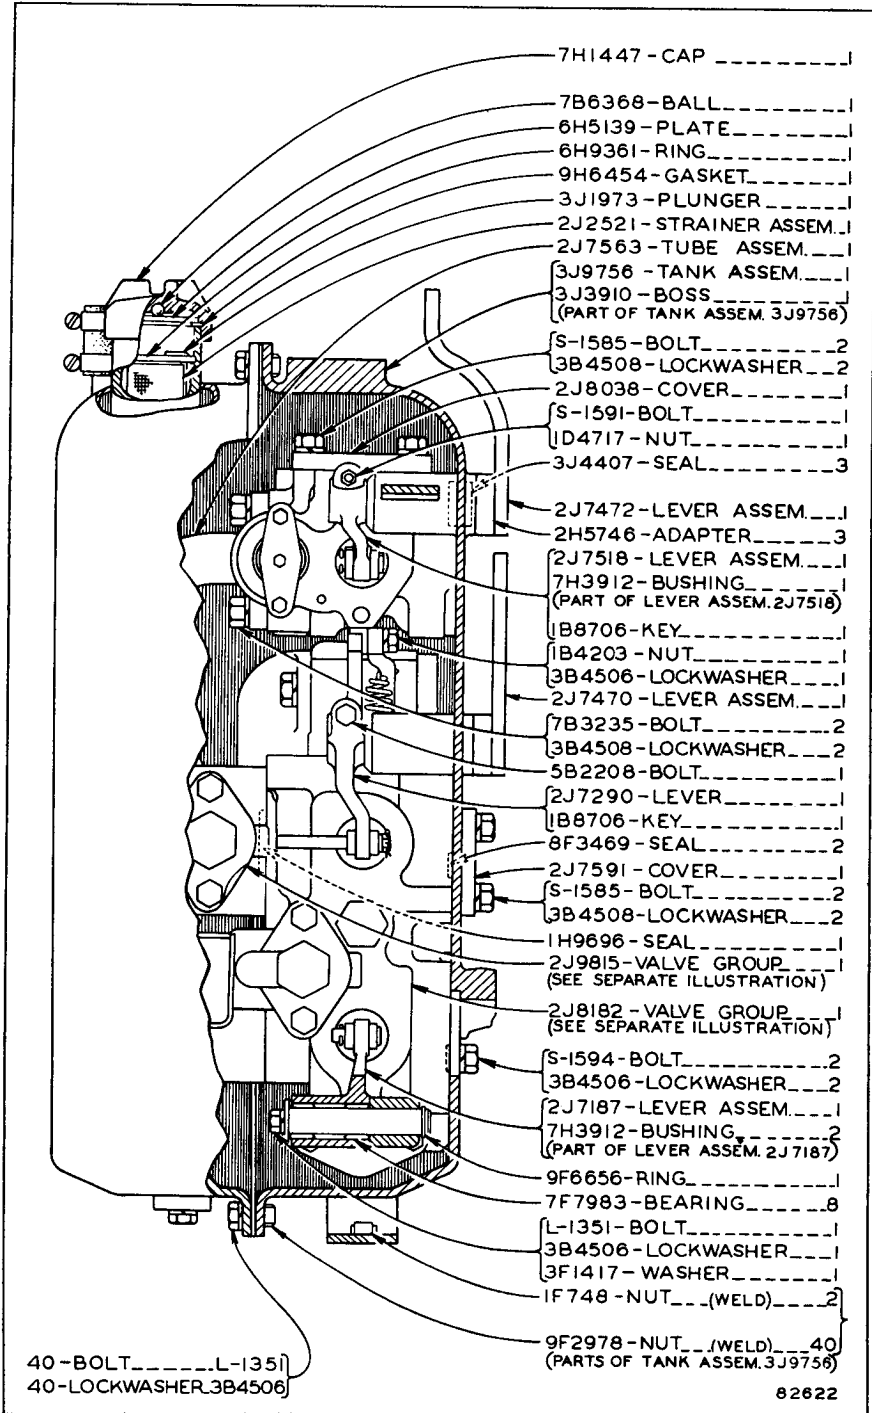 7H1447-CAP 1
7B6368-BALL 1
6H5139-PLATE 1
6H9361-RING 1
9H6454-GASKET 1
3J1973-PLUNGER 1
2J2521-STRAINER ASSEM. 1
2J7563-TUBE ASSEM. 1
3J9756-TANK ASSEM. 1
3J3910-BOSS 1
(PART OF TANK ASSEM. 3J9756)
S-1585-BOLT 2
3B4508-LOCKWASHER 2
2J8038-COVER 1
S-1591-BOLT 1
1D4717-NUT 1
3J4407-SEAL 3
2J7472-LEVER ASSEM. 1
2H5746-ADAPTER 3
2J7518-LEVER ASSEM. 1
7H3912-BUSHING 1
(PART OF LEVER ASSEM. 2J7518)
1B8706-KEY 1
1B4203-NUT 1
3B4506-LOCKWASHER 1
2J7470-LEVER ASSEM. 1
7B3235-BOLT 2
3B4508-LOCKWASHER 2
5B2208-BOLT 1
2J7290-LEVER 1
1B8706-KEY 1
8F3469-SEAL 2
2J7591-COVER 1
S-1585-BOLT 2
3B4508-LOCKWASHER 2
1H9696-SEAL 1
2J9815-VALVE GROUP 1
(SEE SEPARATE ILLUSTRATION)
2J8182-VALVE GROUP 1
(SEE SEPARATE ILLUSTRATION)
S-1594-BOLT 2
3B4506-LOCKWASHER 2
2J7187-LEVER ASSEM. 1
7H3912-BUSHING 2
(PART OF LEVER ASSEM. 2J7187)
9F6656-RING 1
7F7983-BEARING 8
L-1351-BOLT 1
3B4506-LOCKWASHER 1
3F1417-WASHER 1
1F748-NUT (WELD) 2
9F2978-NUT (WELD) 40
(PARTS OF TANK ASSEM. 3J9756)
40-BOLT L-1351
40-LOCKWASHER 3B4506
82622